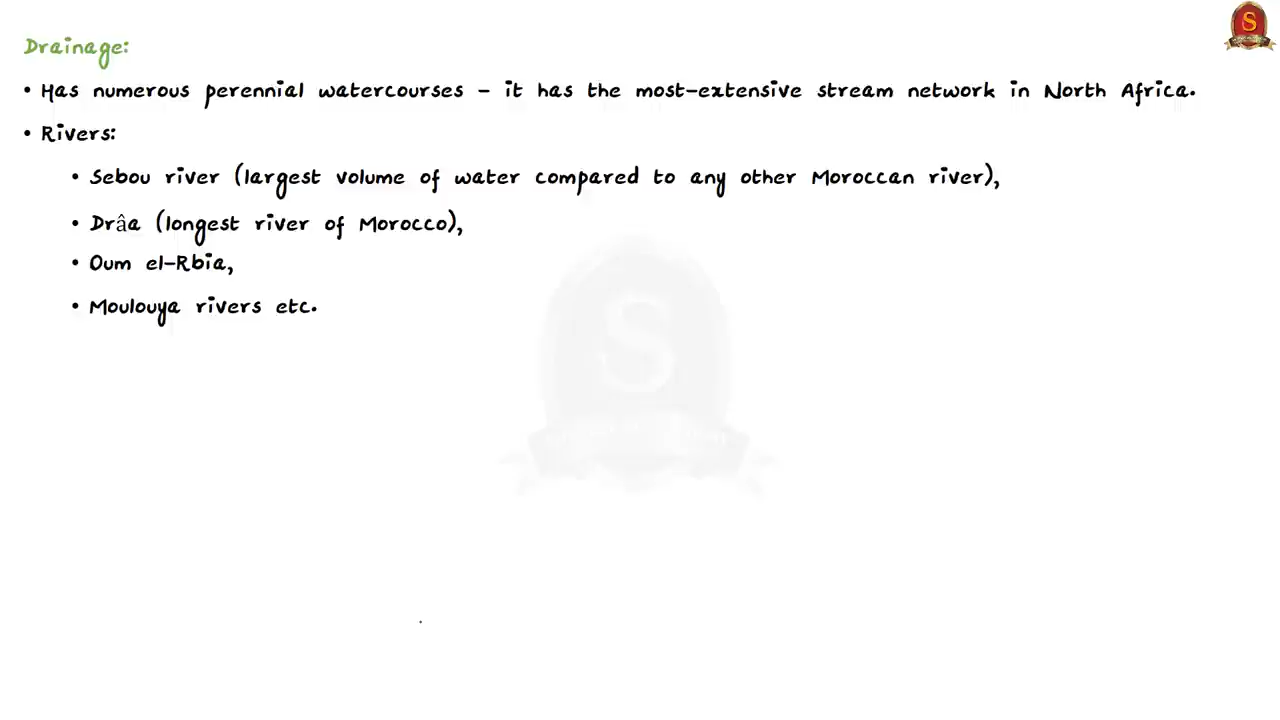 Drainage:
• Has numerous perennial watercourses – it has the most-extensive stream network in North Africa.
• Rivers:
• Sebou river (largest volume of water compared to any other Moroccan river),
• Drâa (longest river of Morocco),
• Oum el-Rbia,
• Moulouya rivers etc.
S
S